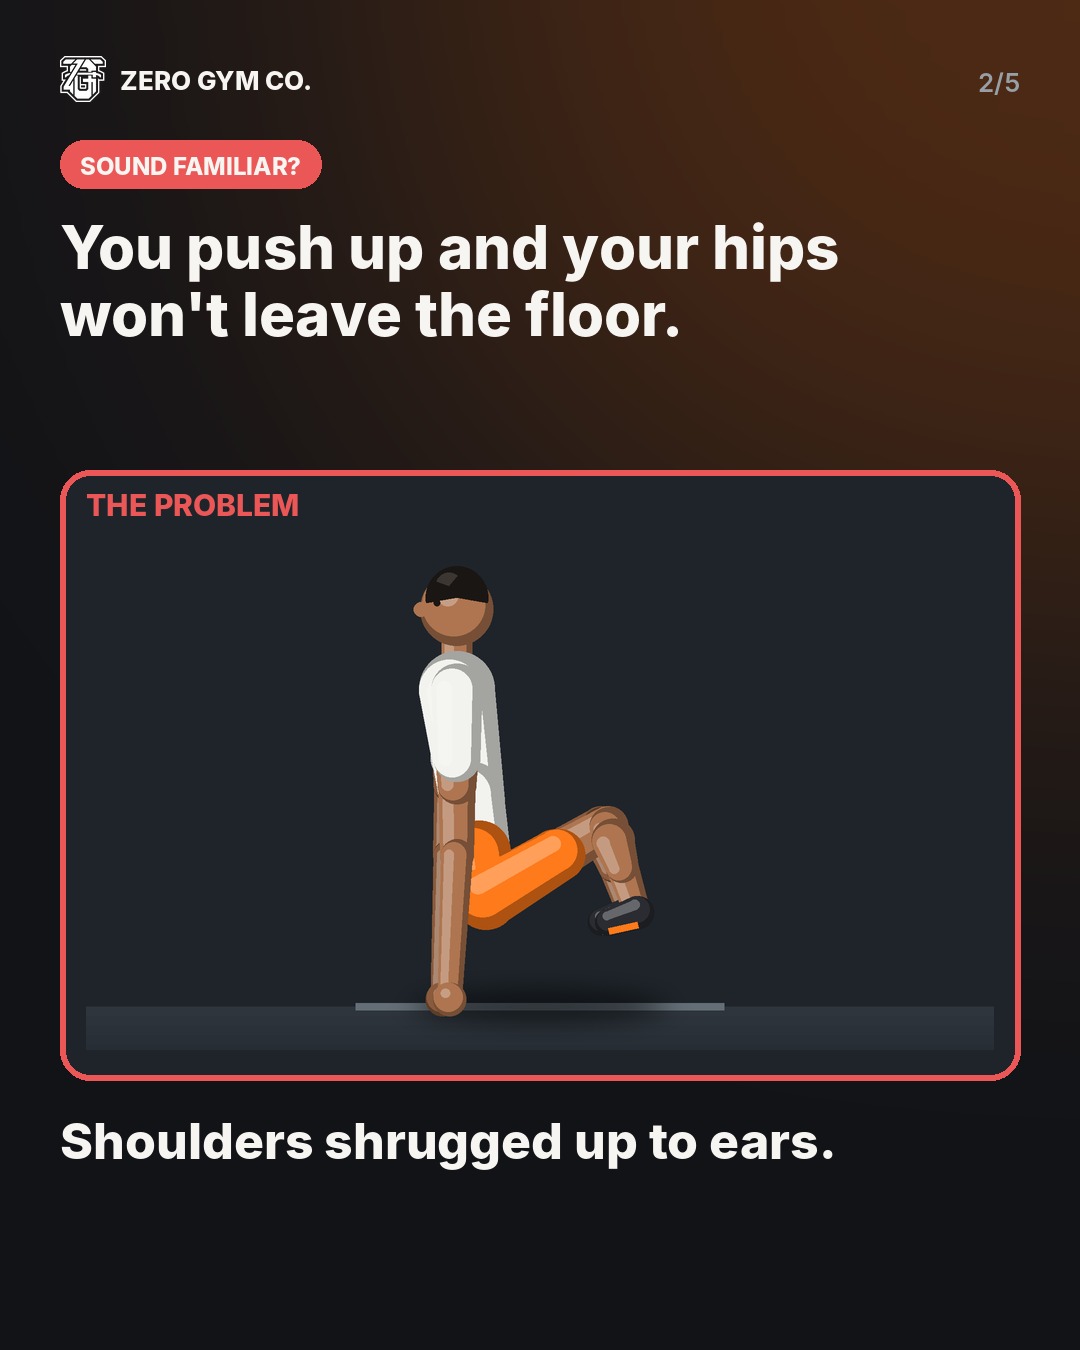 ZERO GYM CO.
2/5
SOUND FAMILIAR?
You push up and your hips
won't leave the floor.
THE PROBLEM
Shoulders shrugged up to ears.